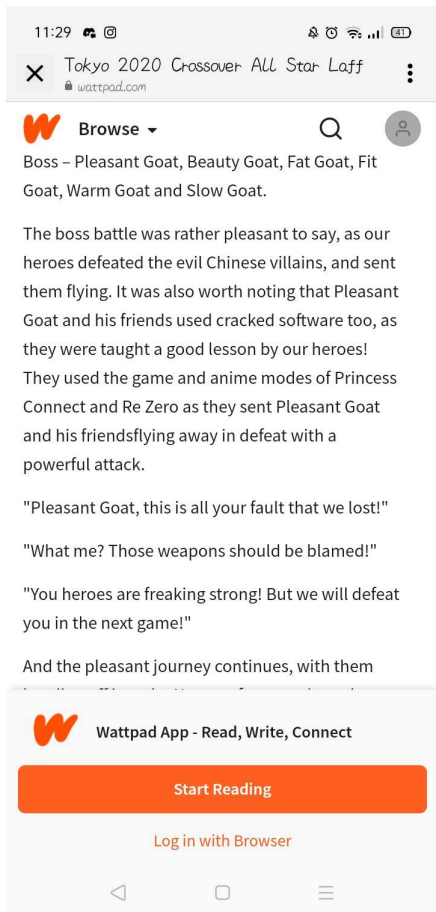 11:29
41
Tokyo 2020 Crossover All Star Laff
wattpad.com
Browse
Boss – Pleasant Goat, Beauty Goat, Fat Goat, Fit
Goat, Warm Goat and Slow Goat.
The boss battle was rather pleasant to say, as our
heroes defeated the evil Chinese villains, and sent
them flying. It was also worth noting that Pleasant
Goat and his friends used cracked software too, as
they were taught a good lesson by our heroes!
They used the game and anime modes of Princess
Connect and Re Zero as they sent Pleasant Goat
and his friendsflying away in defeat with a
powerful attack.
"Pleasant Goat, this is all your fault that we lost!"
"What me? Those weapons should be blamed!"
"You heroes are freaking strong! But we will defeat
you in the next game!"
And the pleasant journey continues, with them
Wattpad App - Read, Write, Connect
Start Reading
Log in with Browser